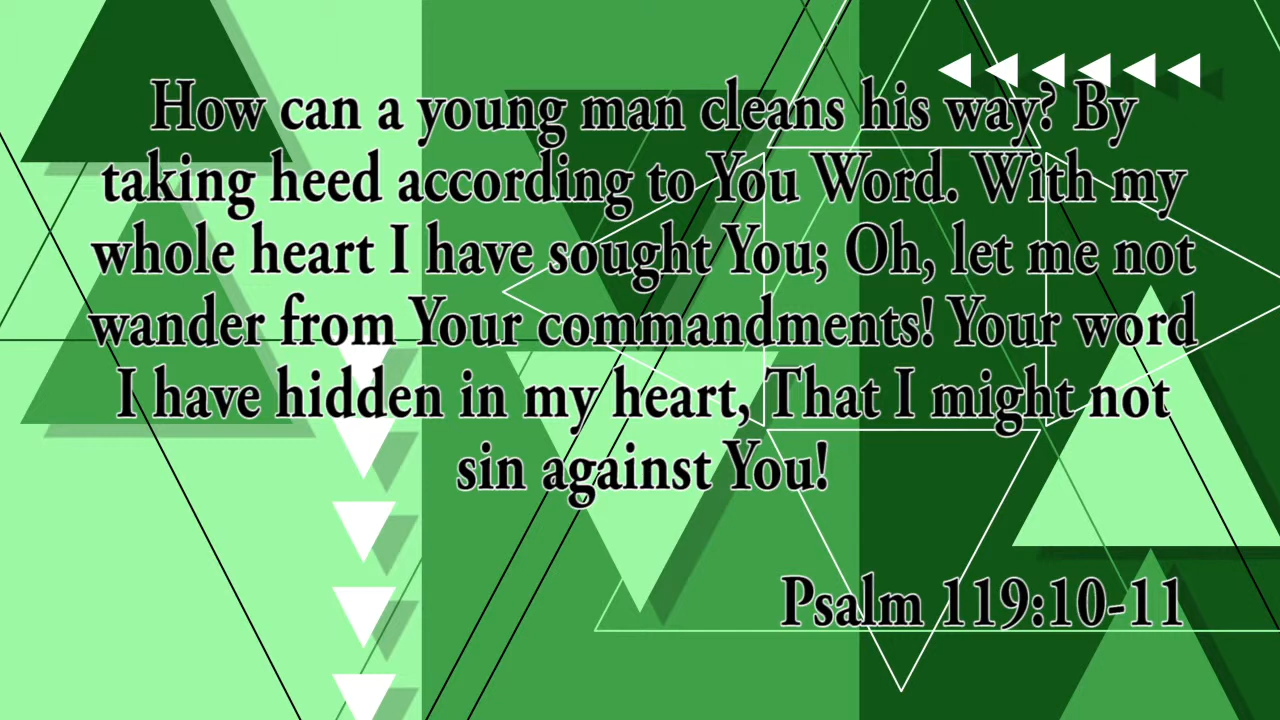 How can a young man cleans his way? By
taking heed according to You Word. With my
whole heart I have sought You; Oh, let me not
wander from Your commandments! Your word
I have hidden in my heart, That I might not
sin against You!
Psalm 119:10-11